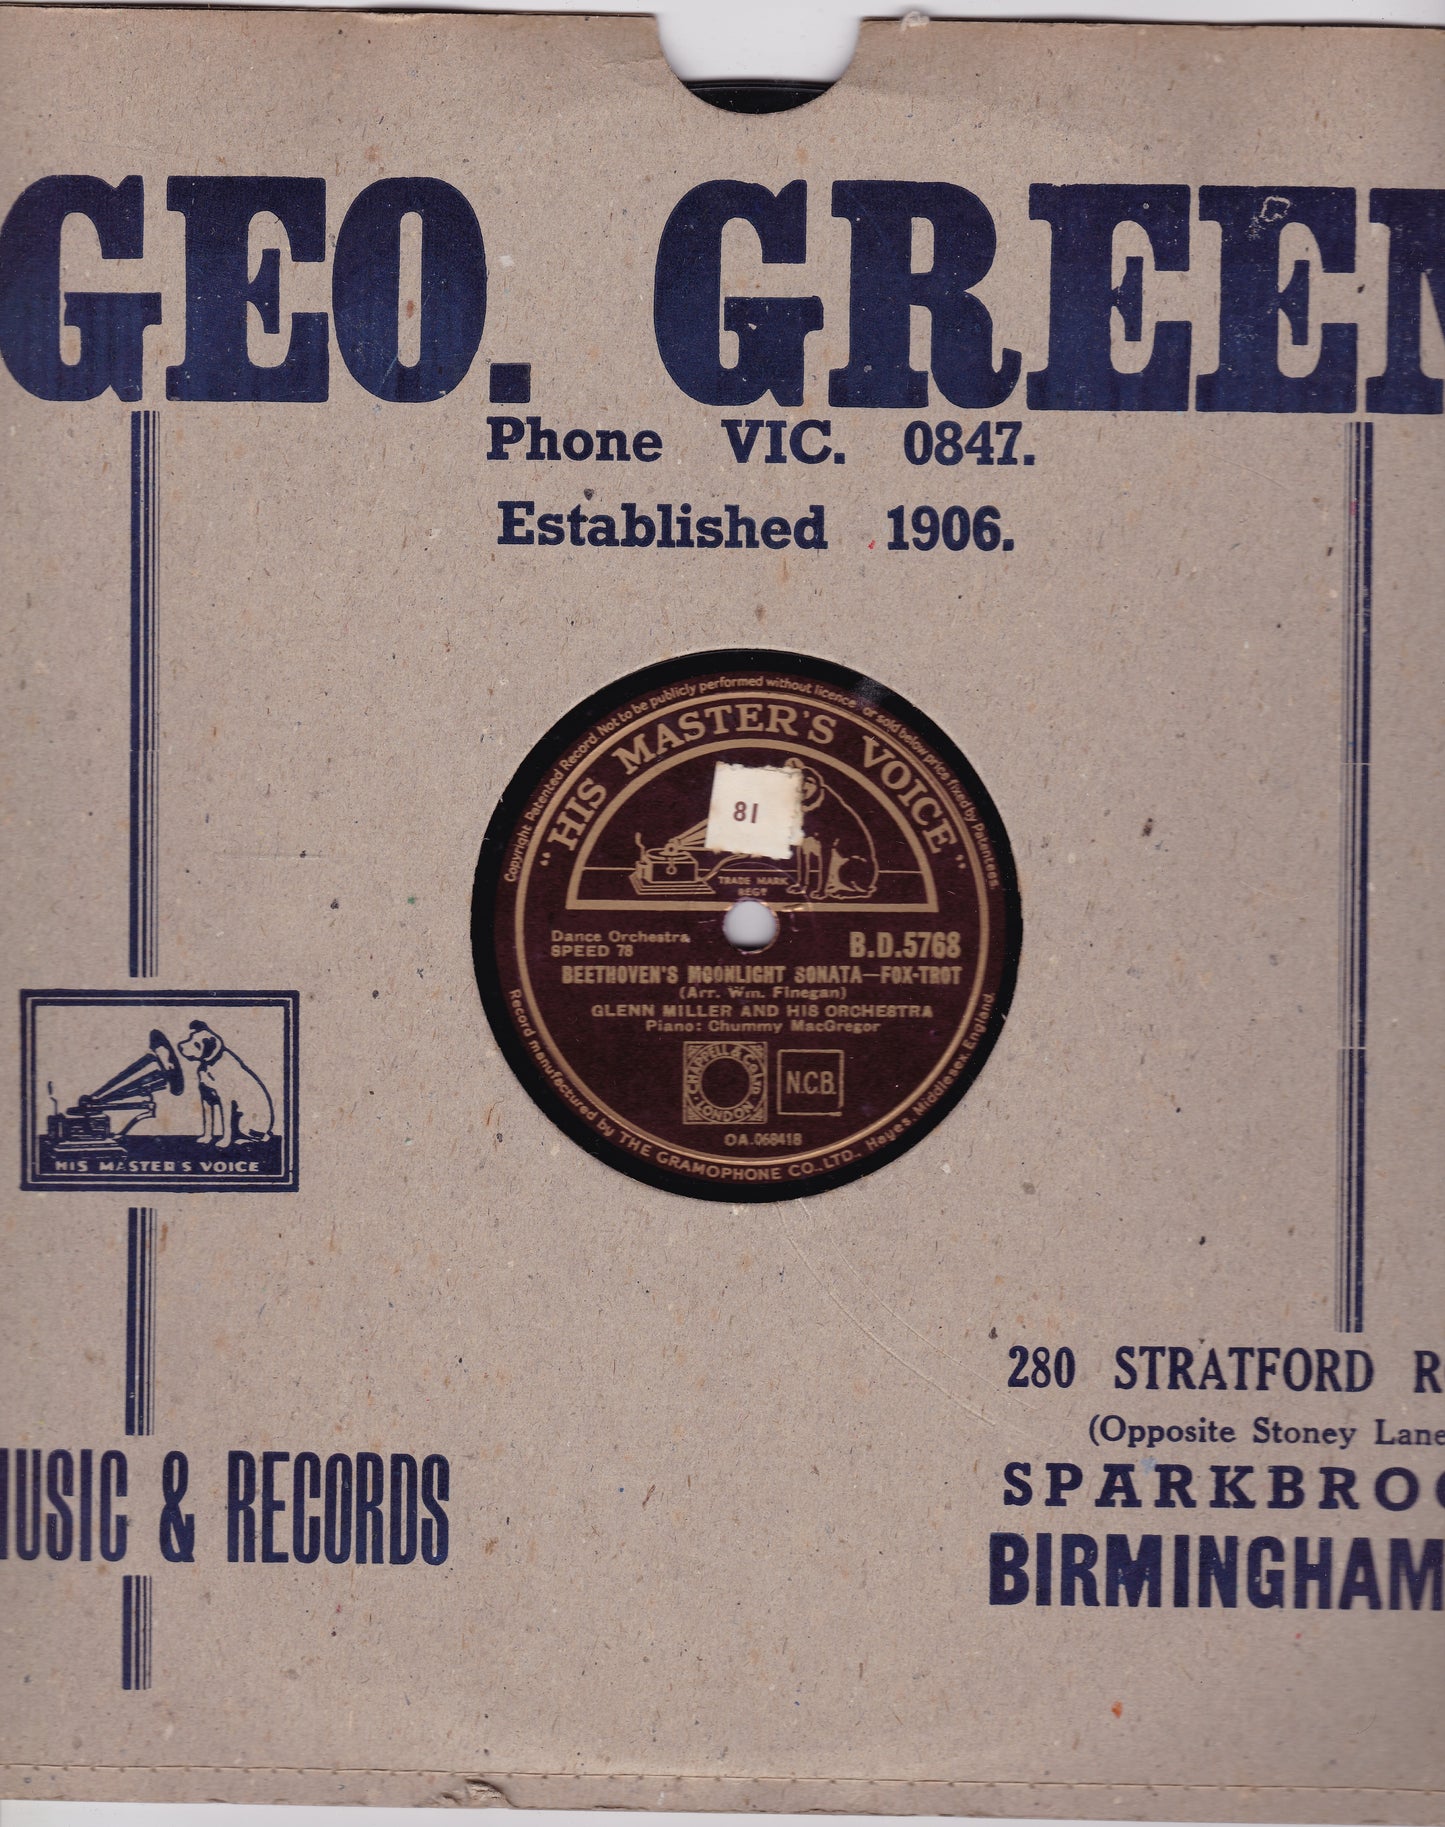 GEO. GREEN
Phone VIC. 0847.
Established 1906.
Copyright Patented Record. Not to be publicly performed without licence or sold below price fixed by Patentees.
"HIS MASTER'S VOICE"
81
TRADE MARK
REGD
Dance Orchestra
SPEED 78
B.D.5768
BEETHOVEN'S MOONLIGHT SONATA—FOX-TROT
(Arr. Wm. Finegan)
GLENN MILLER AND HIS ORCHESTRA
Piano: Chummy MacGregor
CHAPPELL & Co Ltd
LONDON
N.C.B.
OA.068418
Record manufactured by THE GRAMOPHONE CO., LTD., Hayes, Middlesex, England.
HIS MASTER'S VOICE
280 STRATFORD R
(Opposite Stoney Lane
SPARKBROO
BIRMINGHAM
MUSIC & RECORDS